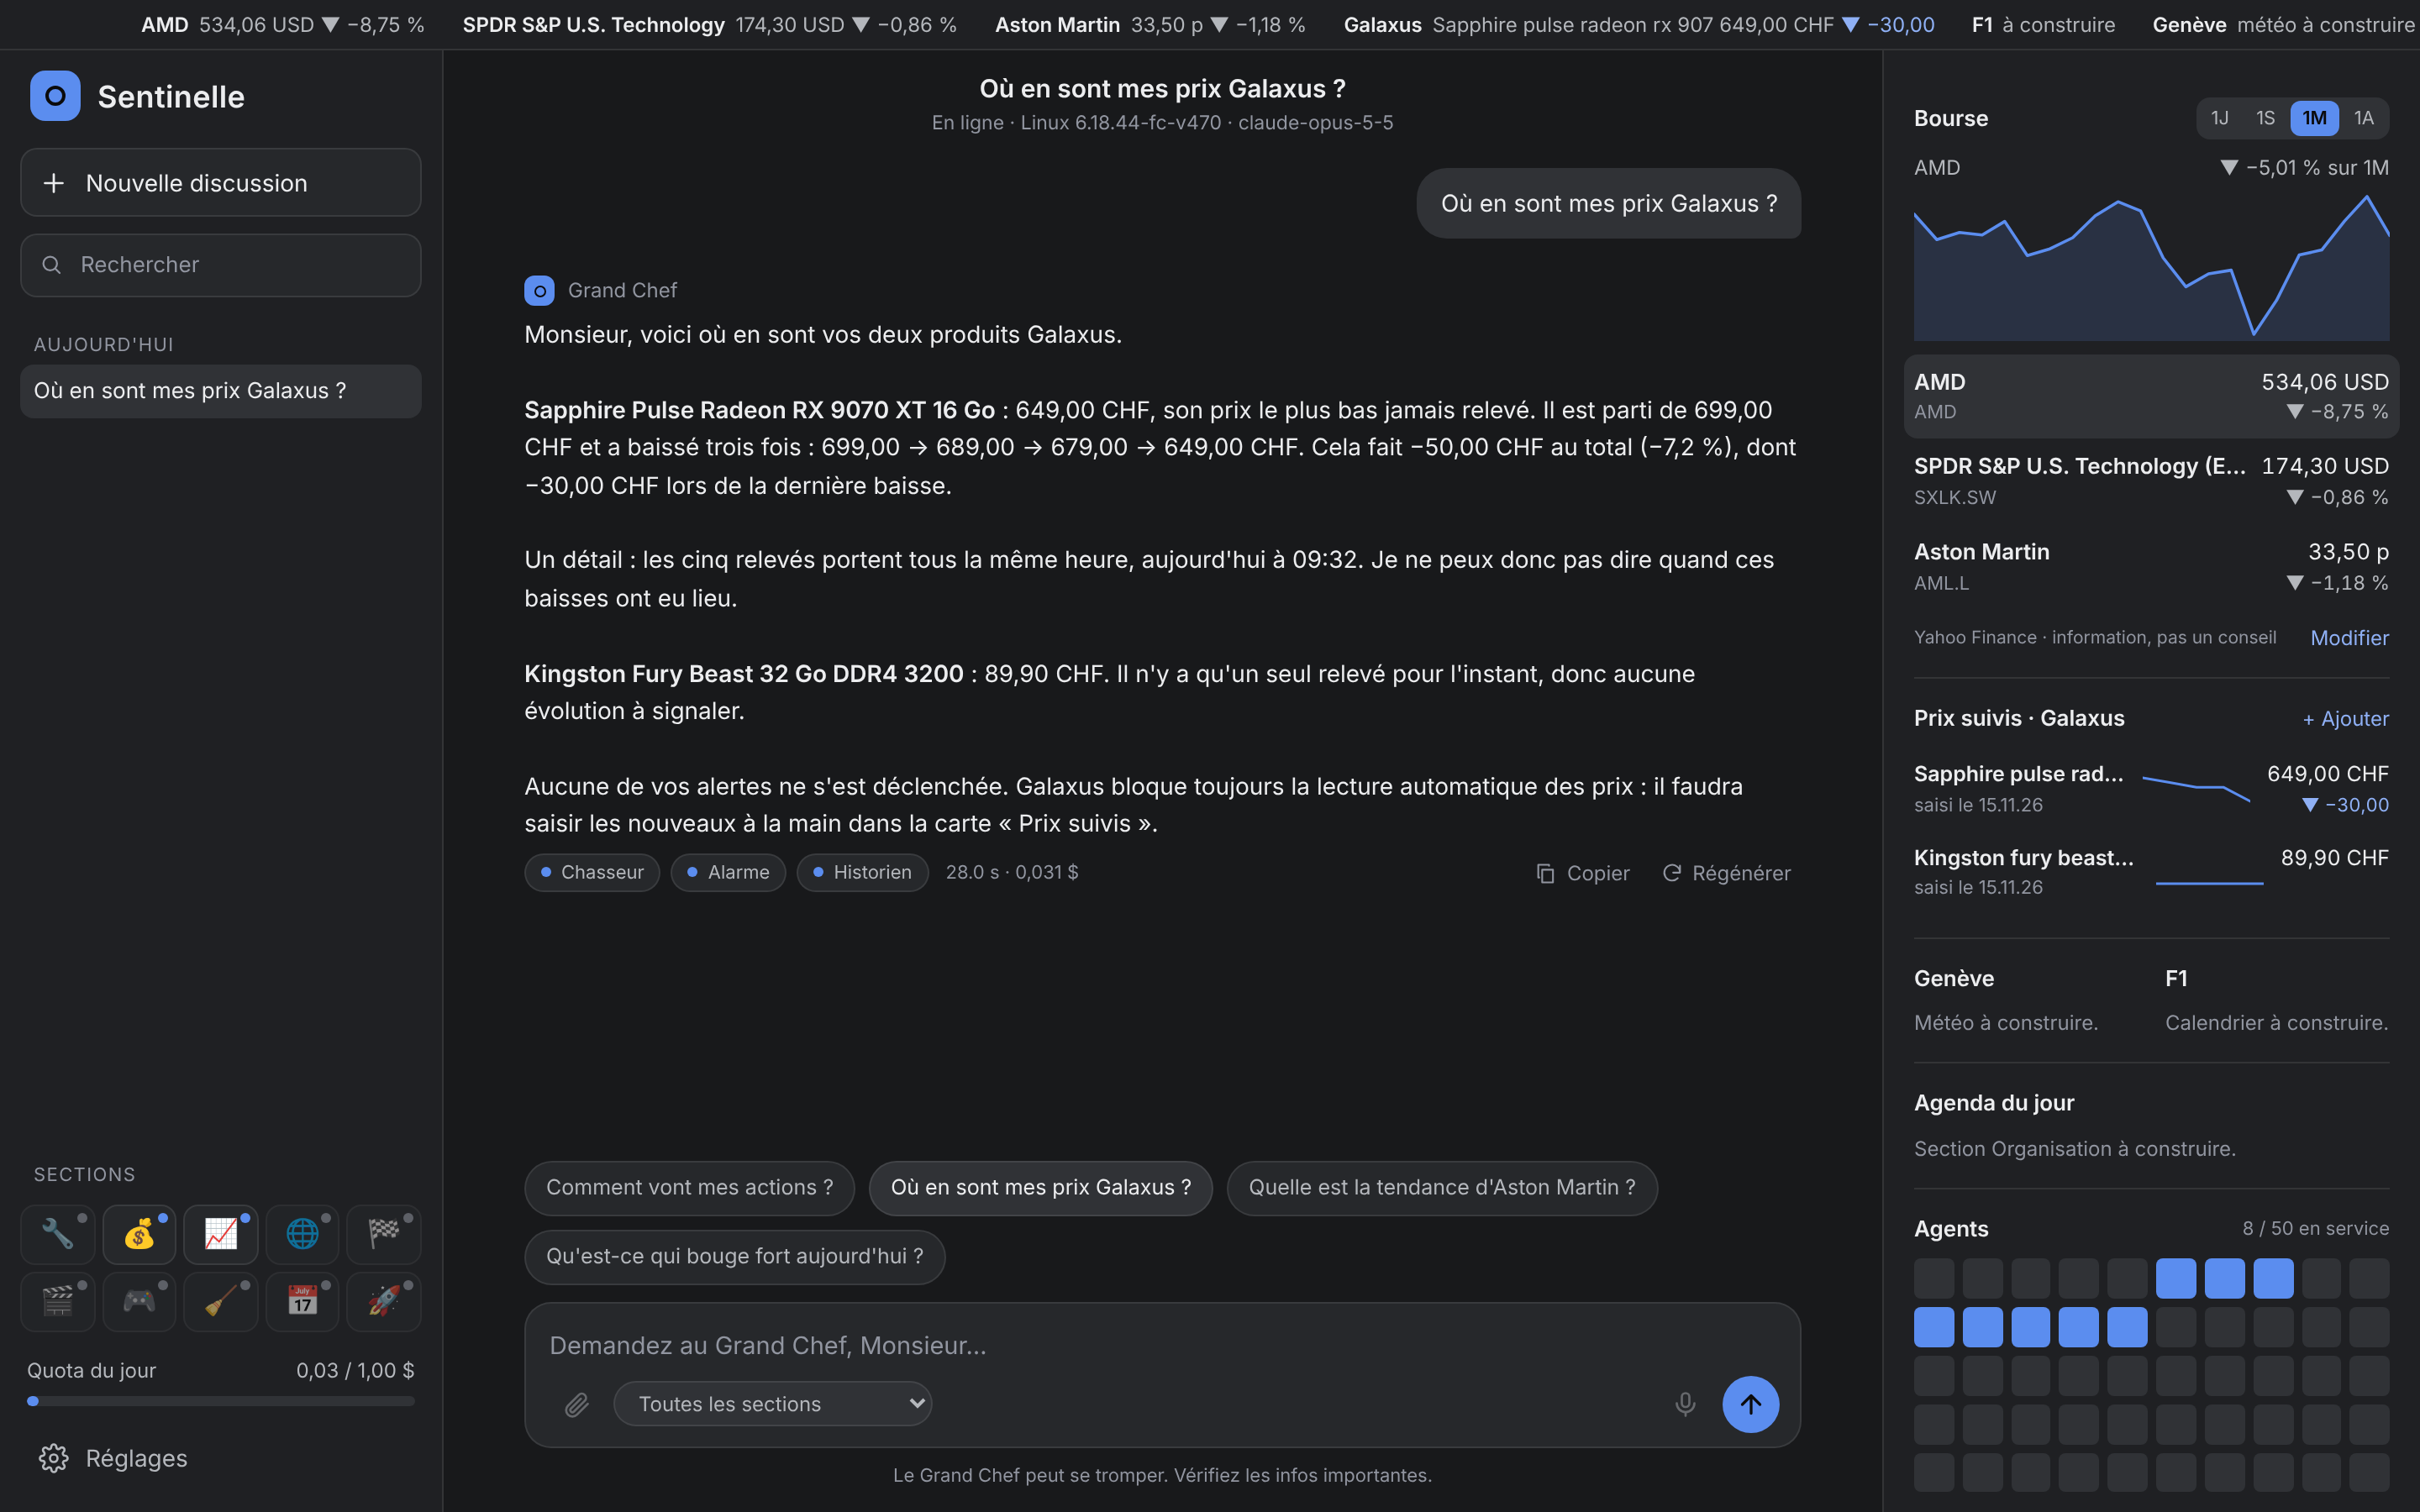 AMD 534,06 USD ▼ −8,75 % SPDR S&P U.S. Technology 174,30 USD ▼ −0,86 % Aston Martin 33,50 p ▼ −1,18 % Galaxus Sapphire pulse radeon rx 907 649,00 CHF ▼ −30,00 F1 à construire Genève météo à construire
Sentinelle
Nouvelle discussion
Rechercher
AUJOURD'HUI
Où en sont mes prix Galaxus ?
SECTIONS
July
17
Quota du jour 0,03 / 1,00 $
Réglages
Où en sont mes prix Galaxus ?
En ligne · Linux 6.18.44-fc-v470 · claude-opus-5-5
Où en sont mes prix Galaxus ?
Grand Chef
Monsieur, voici où en sont vos deux produits Galaxus.
Sapphire Pulse Radeon RX 9070 XT 16 Go : 649,00 CHF, son prix le plus bas jamais relevé. Il est parti de 699,00
CHF et a baissé trois fois : 699,00 → 689,00 → 679,00 → 649,00 CHF. Cela fait −50,00 CHF au total (−7,2 %), dont
−30,00 CHF lors de la dernière baisse.
Un détail : les cinq relevés portent tous la même heure, aujourd'hui à 09:32. Je ne peux donc pas dire quand ces
baisses ont eu lieu.
Kingston Fury Beast 32 Go DDR4 3200 : 89,90 CHF. Il n'y a qu'un seul relevé pour l'instant, donc aucune
évolution à signaler.
Aucune de vos alertes ne s'est déclenchée. Galaxus bloque toujours la lecture automatique des prix : il faudra
saisir les nouveaux à la main dans la carte « Prix suivis ».
Chasseur Alarme Historien 28.0 s · 0,031 $ Copier Régénérer
Comment vont mes actions ? Où en sont mes prix Galaxus ? Quelle est la tendance d'Aston Martin ?
Qu'est-ce qui bouge fort aujourd'hui ?
Demandez au Grand Chef, Monsieur...
Toutes les sections
Le Grand Chef peut se tromper. Vérifiez les infos importantes.
Bourse 1J 1S 1M 1A
AMD ▼ −5,01 % sur 1M
AMD 534,06 USD
AMD ▼ −8,75 %
SPDR S&P U.S. Technology (E... 174,30 USD
SXLK.SW ▼ −0,86 %
Aston Martin 33,50 p
AML.L ▼ −1,18 %
Yahoo Finance · information, pas un conseil Modifier
Prix suivis · Galaxus + Ajouter
Sapphire pulse rad... 649,00 CHF
saisi le 15.11.26 ▼ −30,00
Kingston fury beast... 89,90 CHF
saisi le 15.11.26
Genève F1
Météo à construire. Calendrier à construire.
Agenda du jour
Section Organisation à construire.
Agents 8 / 50 en service